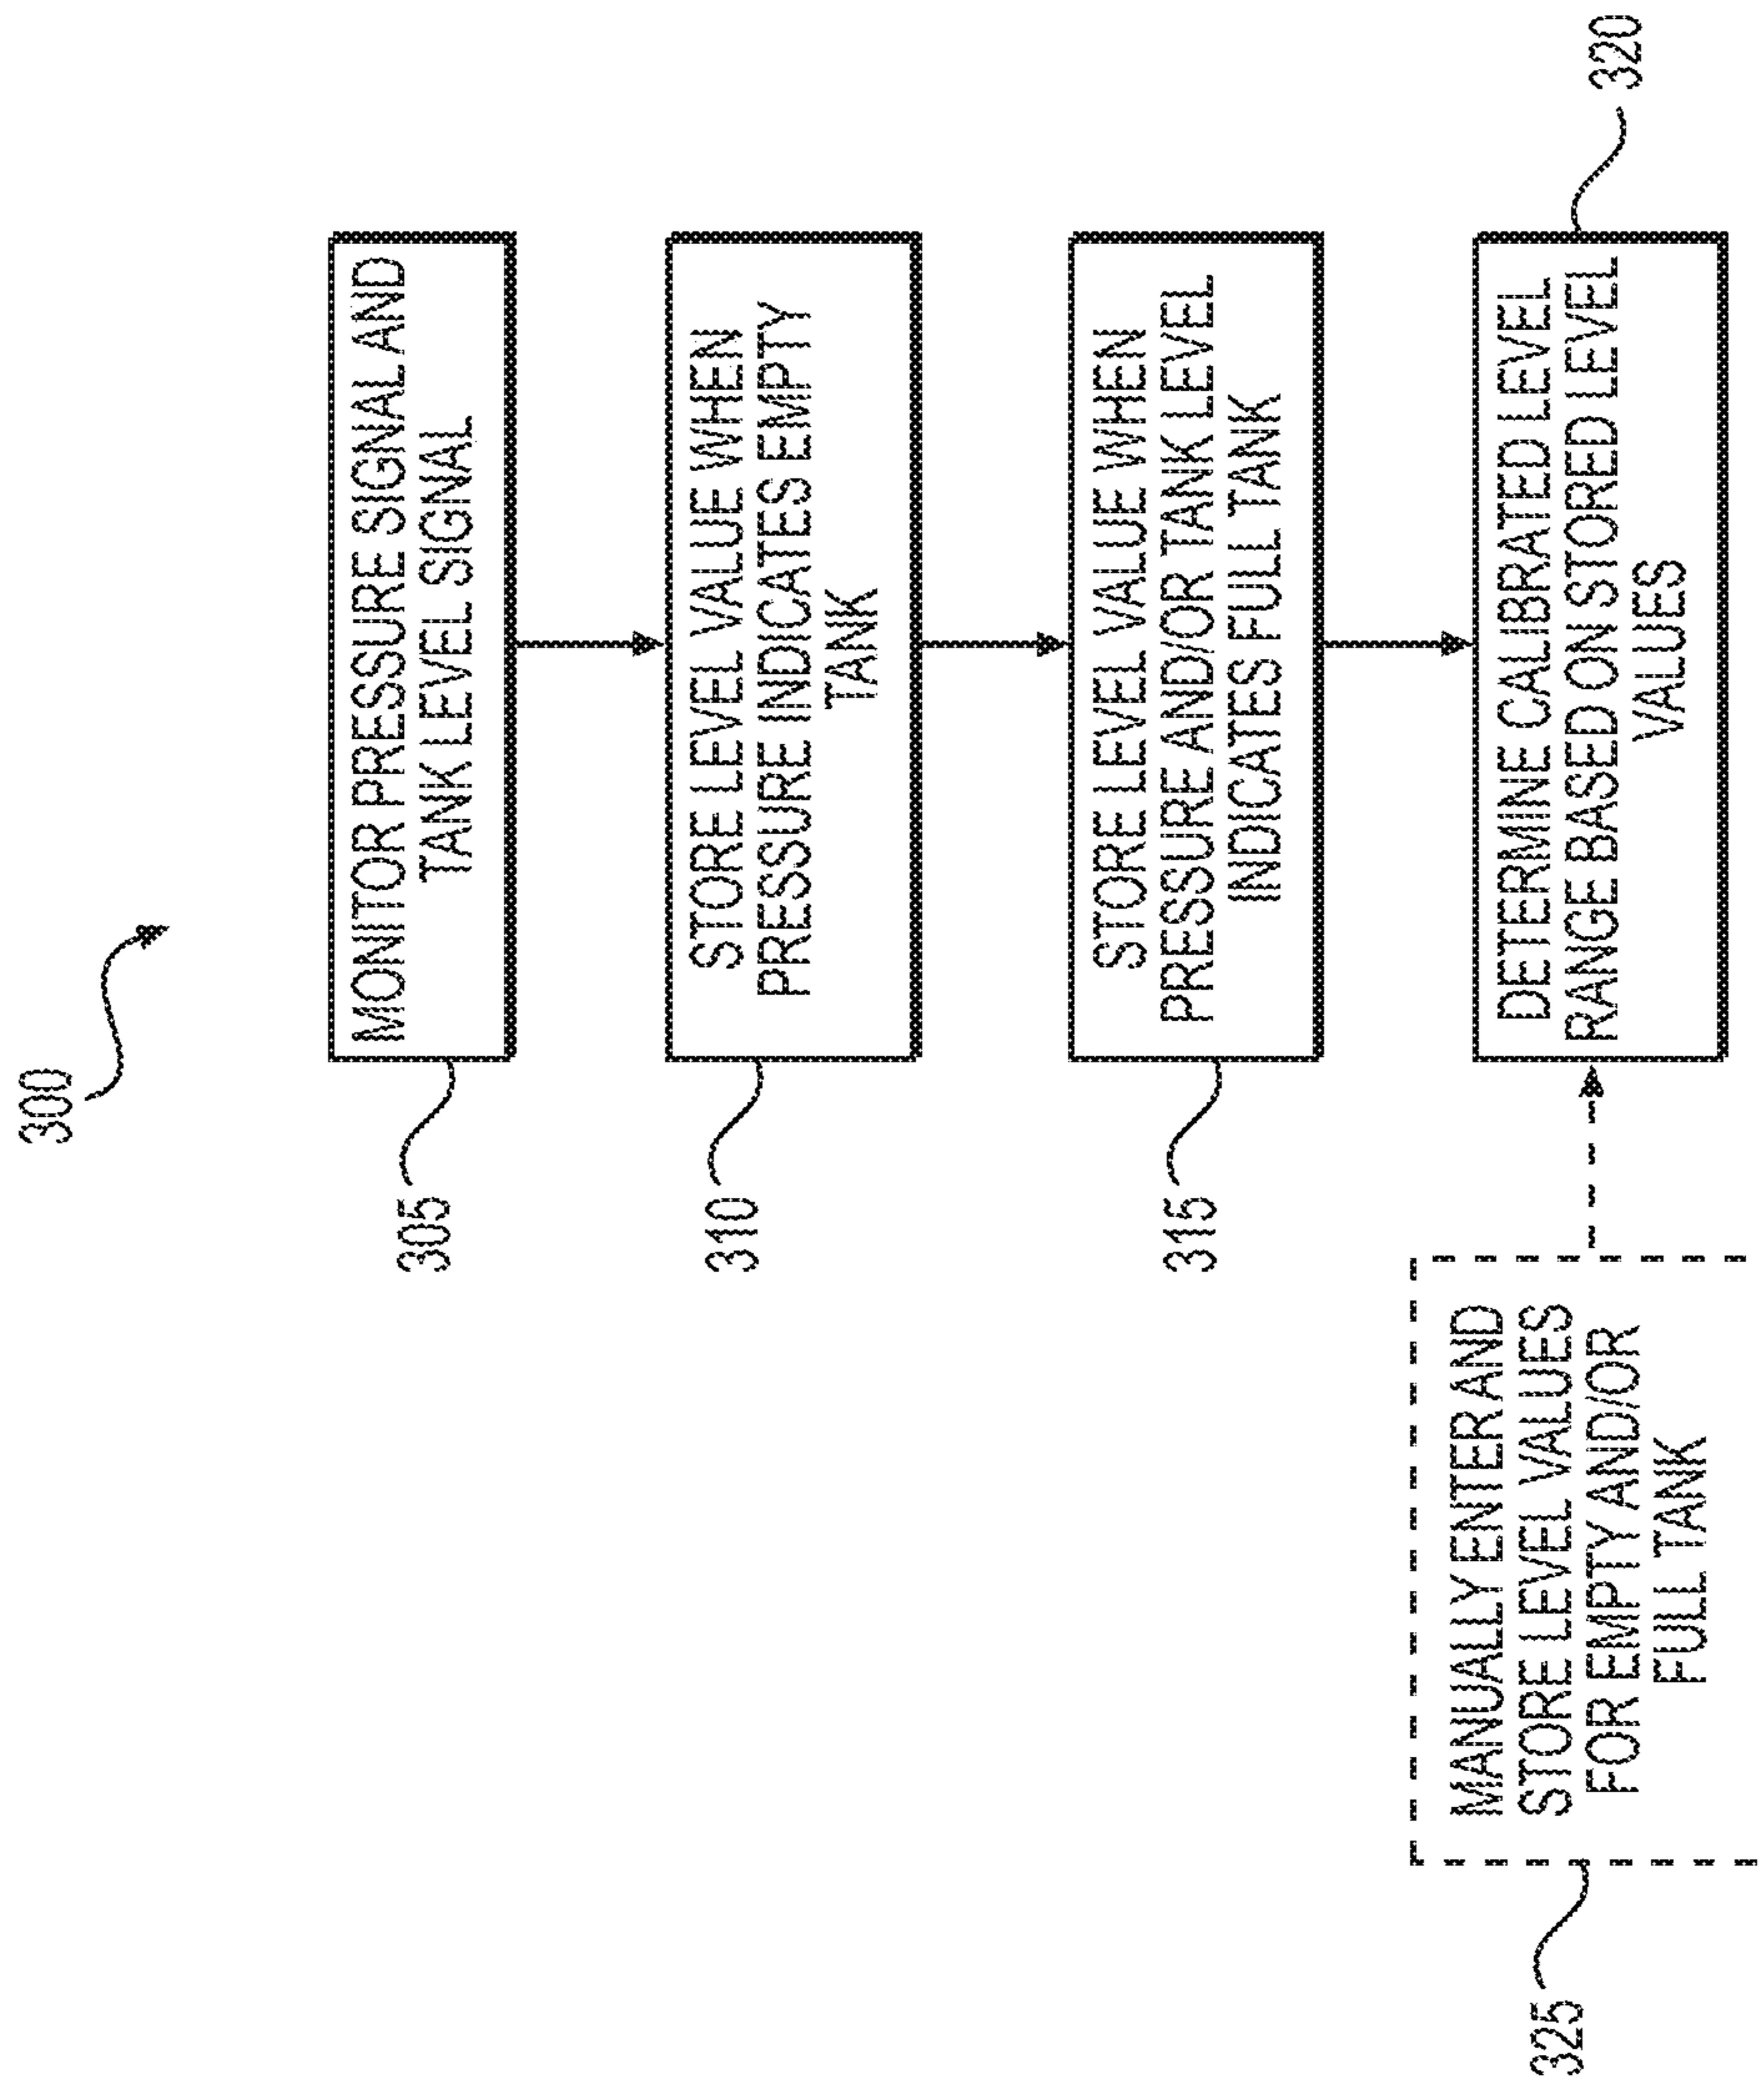 300
305
MONITOR PRESSURE SIGNAL AND
TANK LEVEL SIGNAL
310
STORE LEVEL VALUE WHEN
PRESSURE INDICATES EMPTY
TANK
315
STORE LEVEL VALUE WHEN
PRESSURE AND/OR TANK LEVEL
INDICATES FULL TANK
325
MANUALLY ENTER AND
STORE LEVEL VALUES
FOR EMPTY AND/OR
FULL TANK
DETERMINE CALIBRATED LEVEL
RANGE BASED ON STORED LEVEL
VALUES
320